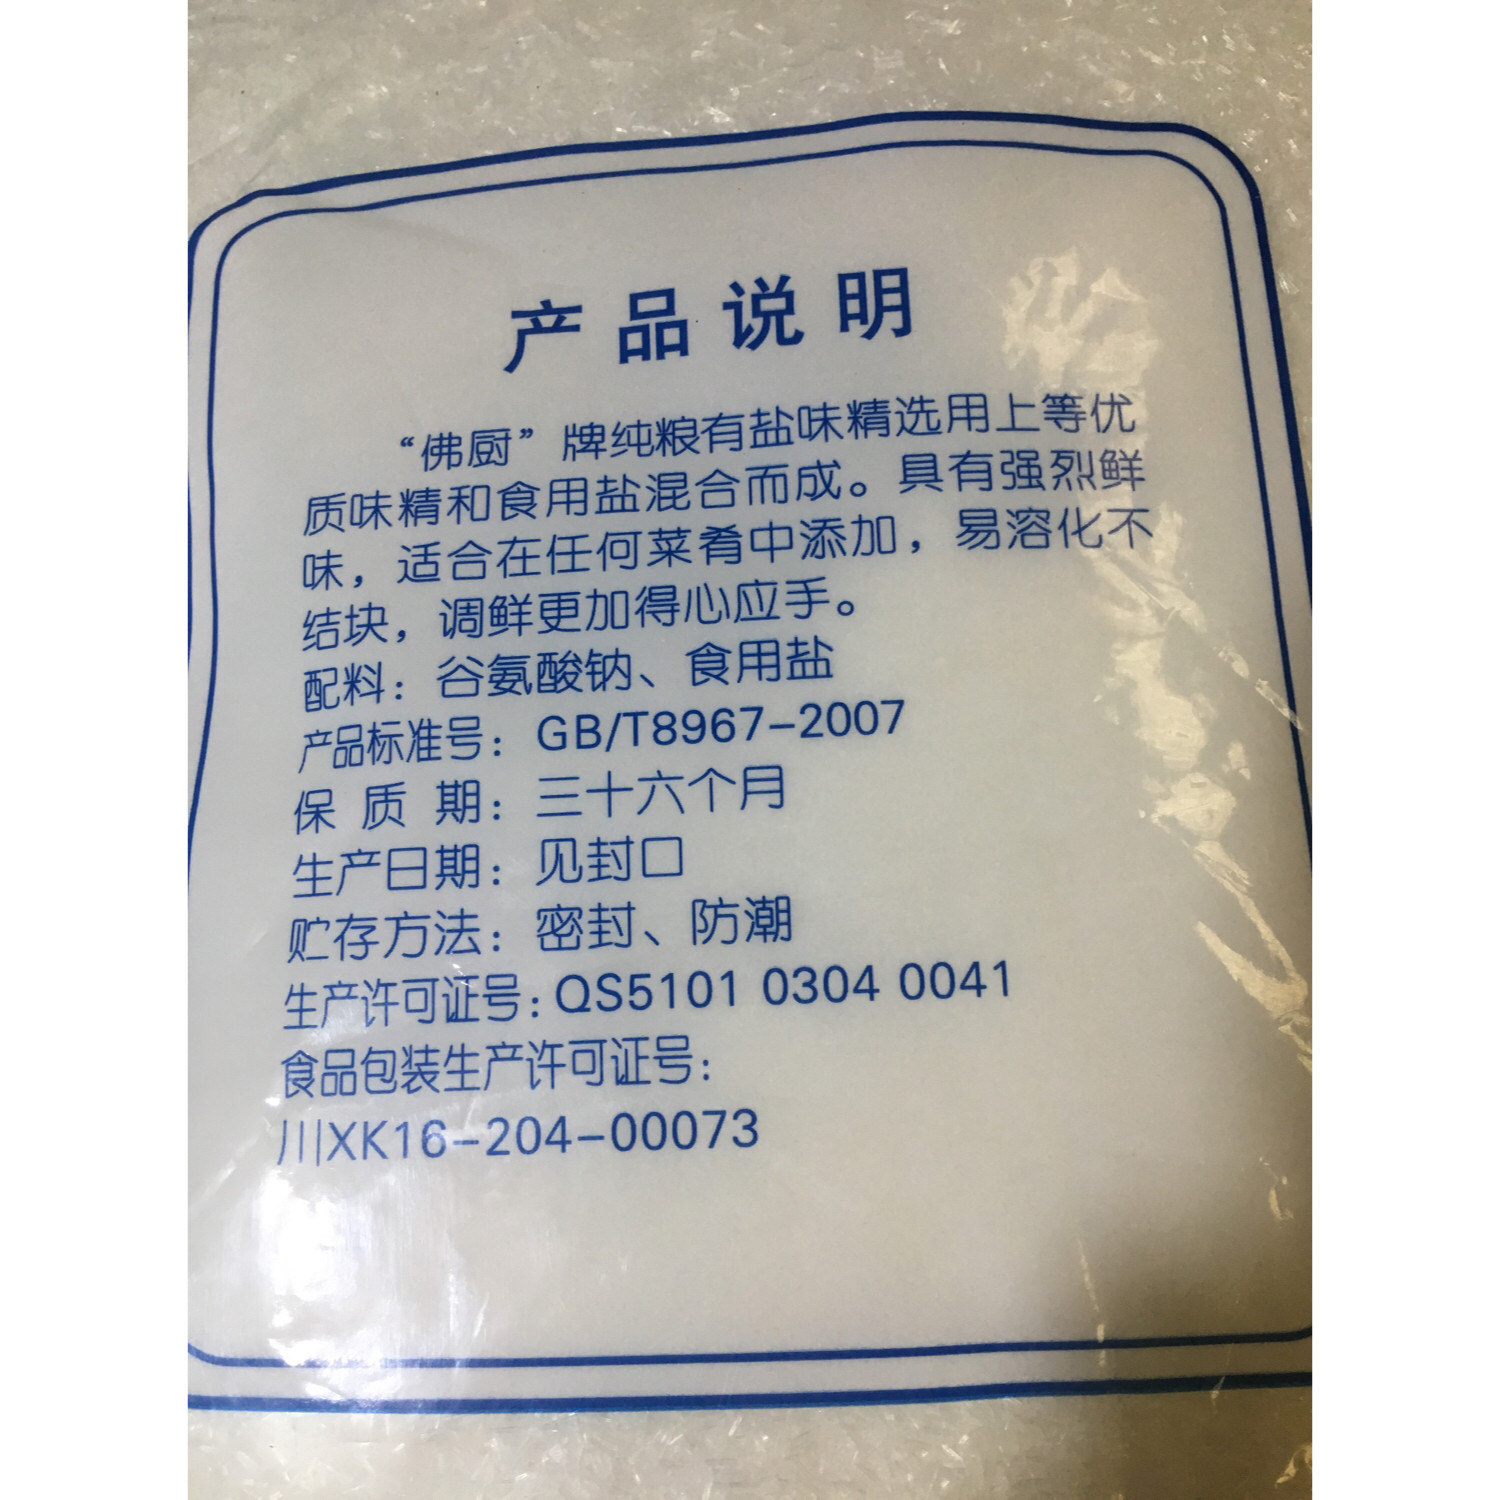 产品说明
“佛厨”牌纯粮有盐味精选用上等优
质味精和食用盐混合而成。具有强烈鲜
味，适合在任何菜肴中添加，易溶化不
结块，调鲜更加得心应手。
配料：谷氨酸钠、食用盐
产品标准号：GB/T8967-2007
保质期：三十六个月
生产日期：见封口
贮存方法：密封、防潮
生产许可证号：QS5101 0304 0041
食品包装生产许可证号：
川XK16-204-00073